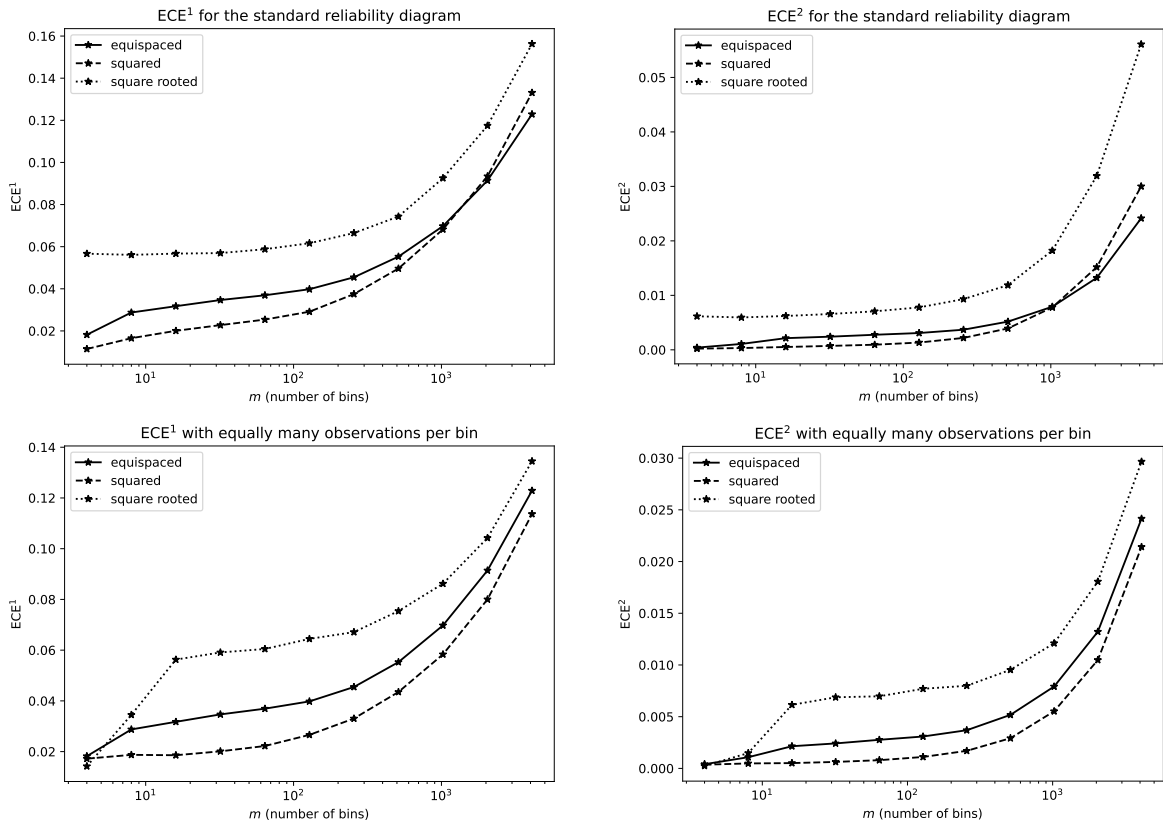 ECE¹ for the standard reliability diagram
equispaced
squared
square rooted
0.16
0.14
0.12
0.10
0.08
0.06
0.04
0.02
ECE¹
10¹
10²
10³
m (number of bins)
ECE² for the standard reliability diagram
equispaced
squared
square rooted
0.05
0.04
0.03
0.02
0.01
0.00
ECE²
10¹
10²
10³
m (number of bins)
ECE¹ with equally many observations per bin
equispaced
squared
square rooted
0.14
0.12
0.10
0.08
0.06
0.04
0.02
ECE¹
10¹
10²
10³
m (number of bins)
ECE² with equally many observations per bin
equispaced
squared
square rooted
0.030
0.025
0.020
0.015
0.010
0.005
0.000
ECE²
10¹
10²
10³
m (number of bins)